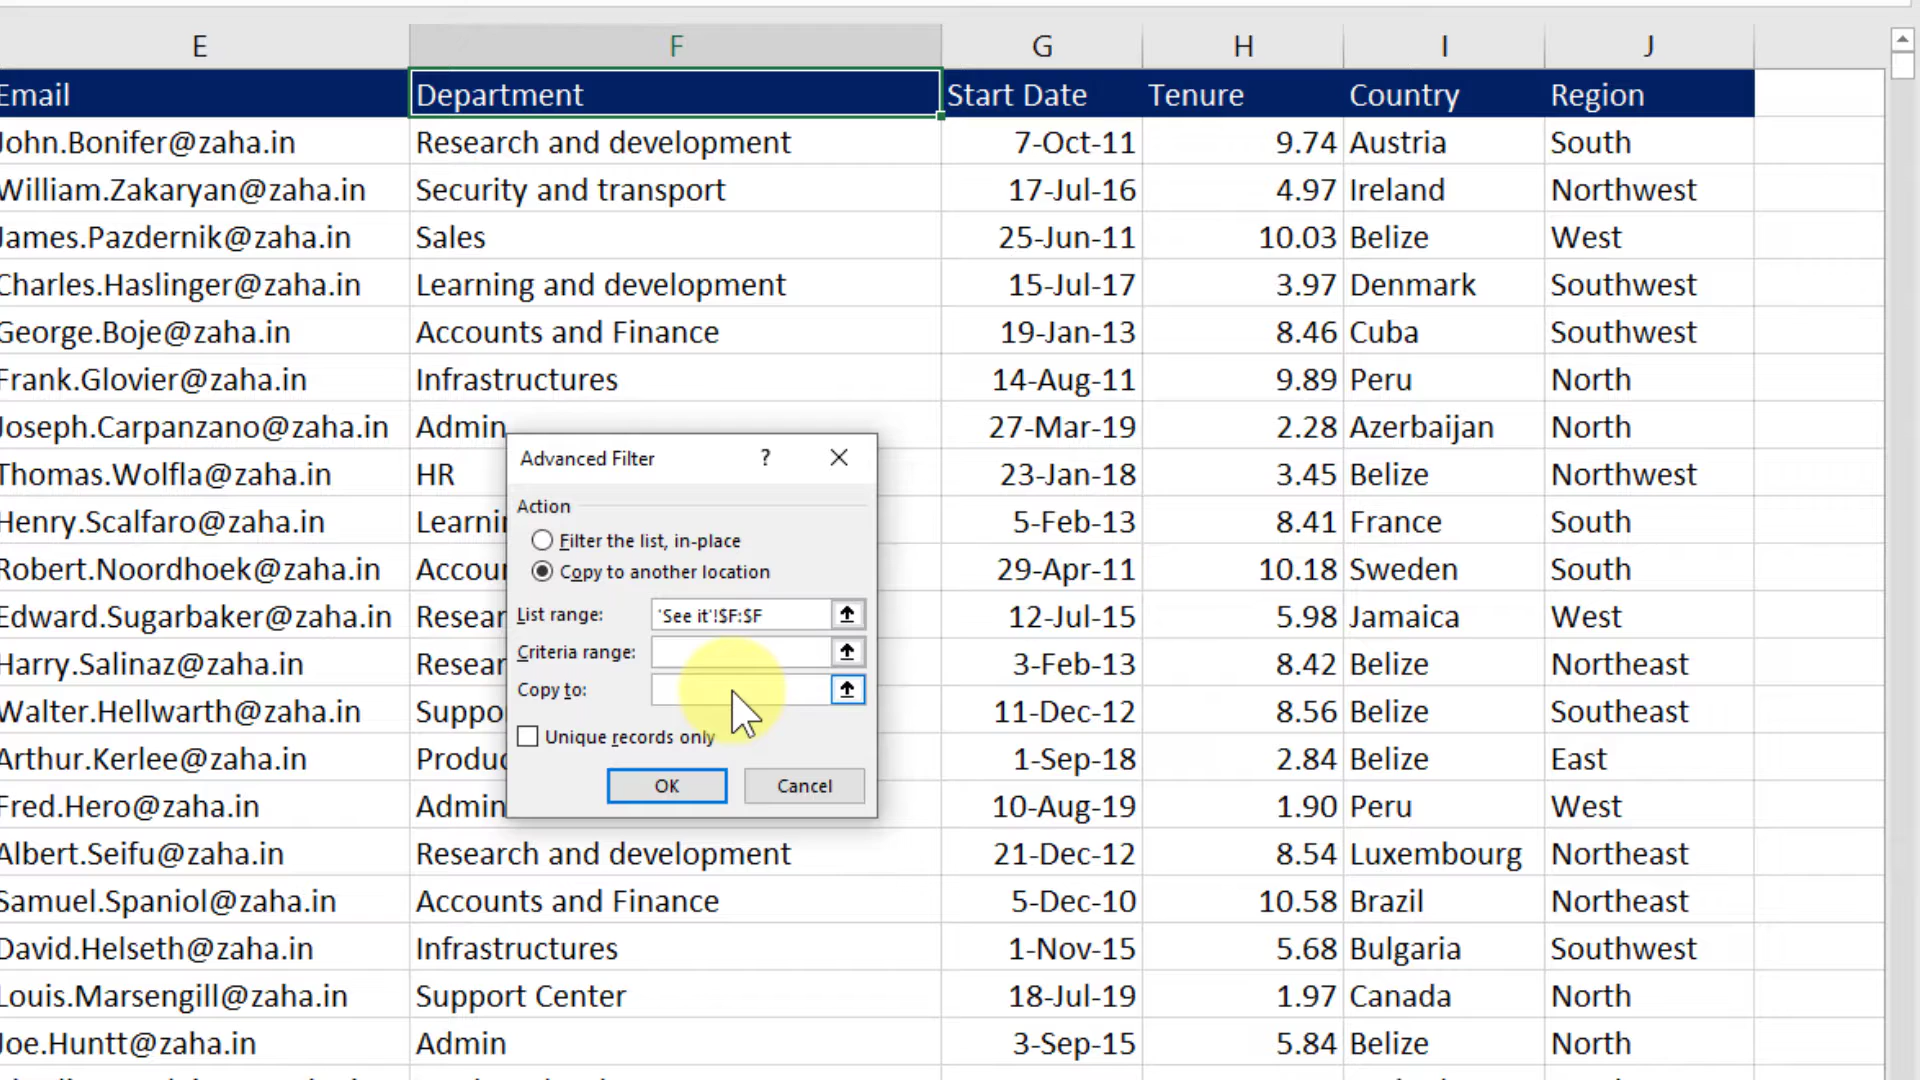 E F G H I J
Email Department Start Date Tenure Country Region
John.Bonifer@zaha.in Research and development 7-Oct-11 9.74 Austria South
William.Zakaryan@zaha.in Security and transport 17-Jul-16 4.97 Ireland Northwest
James.Pazdernik@zaha.in Sales 25-Jun-11 10.03 Belize West
Charles.Haslinger@zaha.in Learning and development 15-Jul-17 3.97 Denmark Southwest
George.Boje@zaha.in Accounts and Finance 19-Jan-13 8.46 Cuba Southwest
Frank.Glovier@zaha.in Infrastructures 14-Aug-11 9.89 Peru North
Joseph.Carpanzano@zaha.in Admin 27-Mar-19 2.28 Azerbaijan North
Thomas.Wolfla@zaha.in HR 23-Jan-18 3.45 Belize Northwest
Henry.Scalfaro@zaha.in Learnin 5-Feb-13 8.41 France South
Robert.Noordhoek@zaha.in Accou 29-Apr-11 10.18 Sweden South
Edward.Sugarbaker@zaha.in Resear 12-Jul-15 5.98 Jamaica West
Harry.Salinaz@zaha.in Resear 3-Feb-13 8.42 Belize Northeast
Walter.Hellwarth@zaha.in Suppo 11-Dec-12 8.56 Belize Southeast
Arthur.Kerlee@zaha.in Produc 1-Sep-18 2.84 Belize East
Fred.Hero@zaha.in Admin 10-Aug-19 1.90 Peru West
Albert.Seifu@zaha.in Research and development 21-Dec-12 8.54 Luxembourg Northeast
Samuel.Spaniol@zaha.in Accounts and Finance 5-Dec-10 10.58 Brazil Northeast
David.Helseth@zaha.in Infrastructures 1-Nov-15 5.68 Bulgaria Southwest
Louis.Marsengill@zaha.in Support Center 18-Jul-19 1.97 Canada North
Joe.Huntt@zaha.in Admin 3-Sep-15 5.84 Belize North
Advanced Filter ?
Action
Filter the list, in-place
Copy to another location
List range: 'See it'!$F:$F
Criteria range:
Copy to:
Unique records only
OK Cancel